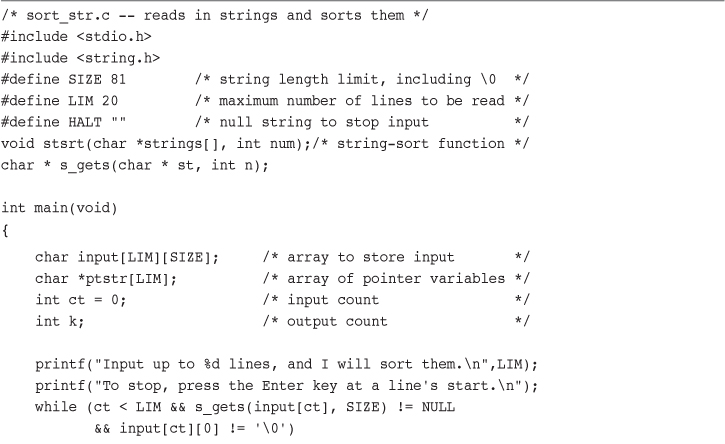 /* sort_str.c -- reads in strings and sorts them */
#include <stdio.h>
#include <string.h>
#define SIZE 81        /* string length limit, including \0  */
#define LIM 20         /* maximum number of lines to be read */
#define HALT ""        /* null string to stop input          */
void stsrt(char *strings[], int num);/* string-sort function */
char * s_gets(char * st, int n);
int main(void)
{
    char input[LIM][SIZE];     /* array to store input       */
    char *ptstr[LIM];          /* array of pointer variables */
    int ct = 0;                /* input count                */
    int k;                     /* output count               */
    printf("Input up to %d lines, and I will sort them.\n",LIM);
    printf("To stop, press the Enter key at a line's start.\n");
    while (ct < LIM && s_gets(input[ct], SIZE) != NULL
           && input[ct][0] != '\0')